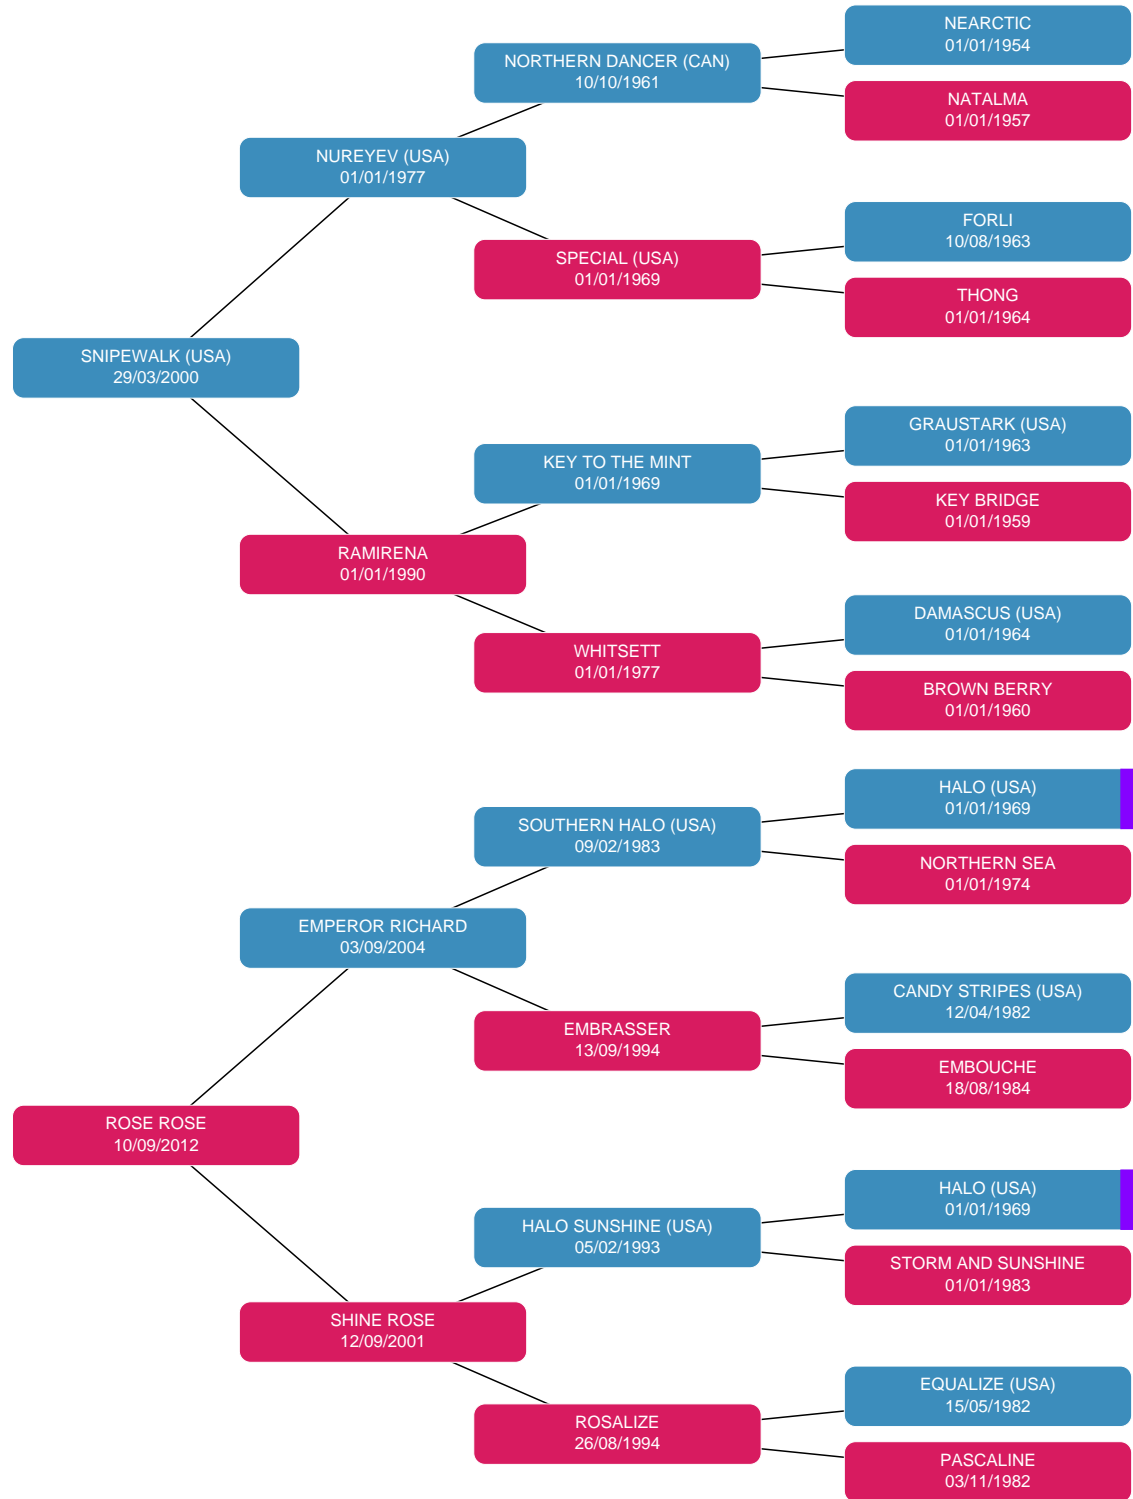 NEARCTIC
01/01/1954
NORTHERN DANCER (CAN)
10/10/1961
NATALMA
01/01/1957
NUREYEV (USA)
01/01/1977
FORLI
10/08/1963
SPECIAL (USA)
01/01/1969
THONG
01/01/1964
SNIPEWALK (USA)
29/03/2000
GRAUSTARK (USA)
01/01/1963
KEY TO THE MINT
01/01/1969
KEY BRIDGE
01/01/1959
RAMIRENA
01/01/1990
DAMASCUS (USA)
01/01/1964
WHITSETT
01/01/1977
BROWN BERRY
01/01/1960
HALO (USA)
01/01/1969
SOUTHERN HALO (USA)
09/02/1983
NORTHERN SEA
01/01/1974
EMPEROR RICHARD
03/09/2004
CANDY STRIPES (USA)
12/04/1982
EMBRASSER
13/09/1994
EMBOUCHE
18/08/1984
ROSE ROSE
10/09/2012
HALO (USA)
01/01/1969
HALO SUNSHINE (USA)
05/02/1993
STORM AND SUNSHINE
01/01/1983
SHINE ROSE
12/09/2001
EQUALIZE (USA)
15/05/1982
ROSALIZE
26/08/1994
PASCALINE
03/11/1982